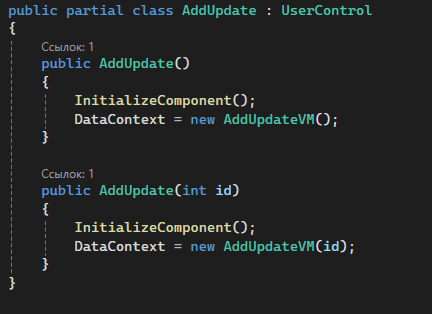 public partial class AddUpdate : UserControl
{
Ссылок: 1
public AddUpdate()
{
InitializeComponent();
DataContext = new AddUpdateVM();
}
Ссылок: 1
public AddUpdate(int id)
{
InitializeComponent();
DataContext = new AddUpdateVM(id);
}
}